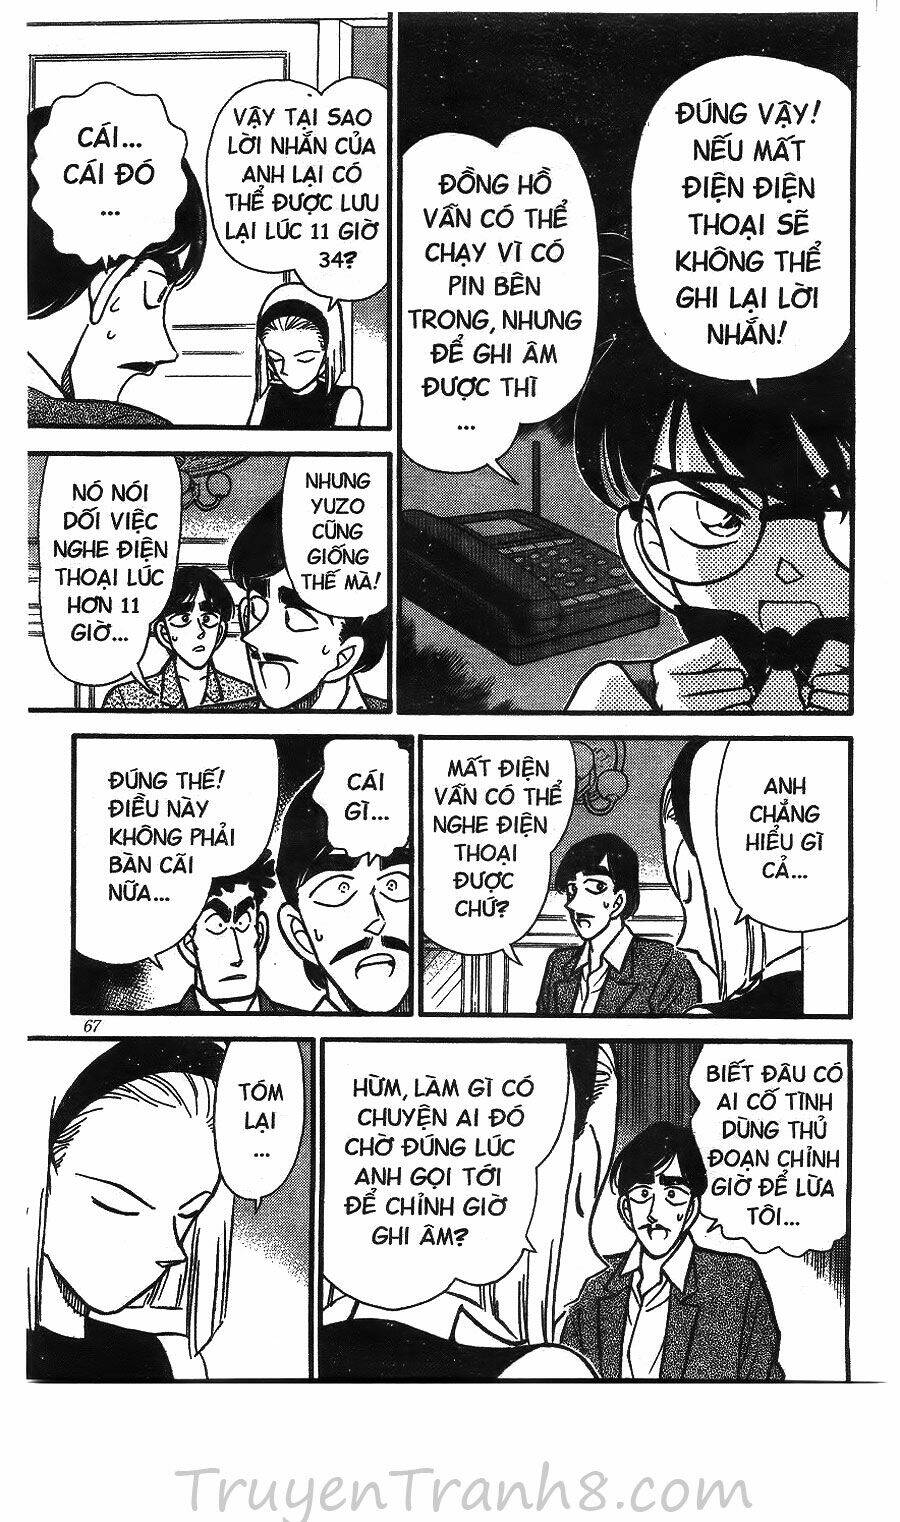 ĐÚNG VẬY!
NẾU MẤT
ĐIỆN ĐIỆN
THOẠI SẼ
KHÔNG THỂ
GHI LẠI LỜI
NHẮN!
ĐỒNG HỒ
VẪN CÓ THỂ
CHẠY VÌ CÓ
PIN BÊN
TRONG, NHƯNG
ĐỂ GHI ÂM
ĐƯỢC THÌ
...
VẬY TẠI SAO
LỜI NHẮN CỦA
ANH LẠI CÓ
THỂ ĐƯỢC LƯU
LẠI LÚC 11 GIỜ
34?
CÁI...
CÁI ĐÓ
...
NHƯNG
YUZO
CŨNG
GIỐNG
THẾ MÀ!
NÓ NÓI
DỐI VIỆC
NGHE ĐIỆN
THOẠI LÚC
HƠN 11
GIỜ...
ANH
CHẲNG
HIỂU GÌ
CẢ...
MẤT ĐIỆN
VẪN CÓ THỂ
NGHE ĐIỆN
THOẠI
ĐƯỢC
CHỨ?
CÁI
GÌ...
ĐÚNG THẾ!
ĐIỀU NÀY
KHÔNG PHẢI
BÀN CÃI
NỮA...
67
BIẾT ĐÂU CÓ
AI CỐ TÌNH
DÙNG THỦ
ĐOẠN CHỈNH
GIỜ ĐỂ LỪA
TÔI...
HỪM, LÀM GÌ CÓ
CHUYỆN AI ĐÓ
CHỜ ĐÚNG LÚC
ANH GỌI TỚI
ĐỂ CHỈNH GIỜ
GHI ÂM?
TÓM
LẠI
...
TruyenTranh8.com